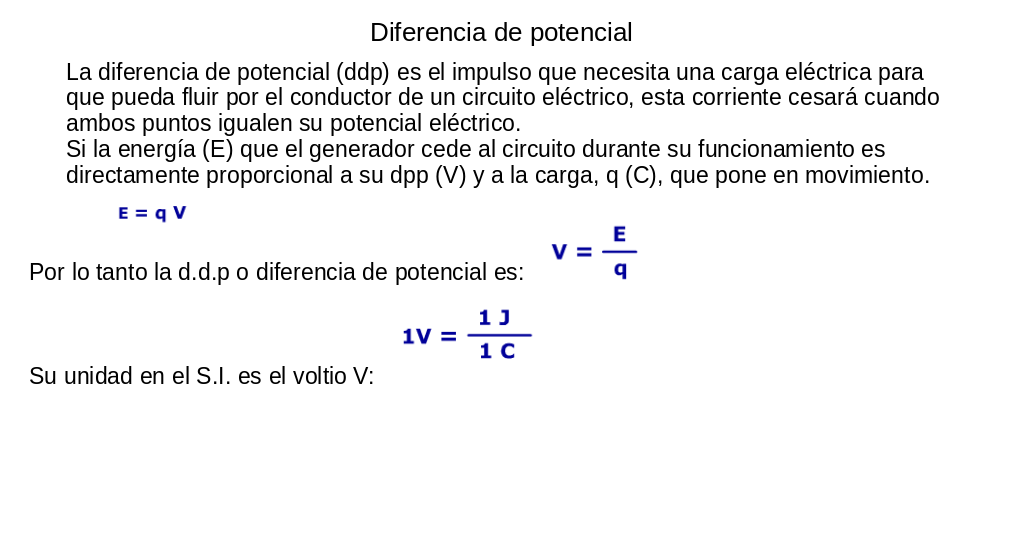 Diferencia de potencial
La diferencia de potencial (ddp) es el impulso que necesita una carga eléctrica para
que pueda fluir por el conductor de un circuito eléctrico, esta corriente cesará cuando
ambos puntos igualen su potencial eléctrico.
Si la energía (E) que el generador cede al circuito durante su funcionamiento es
directamente proporcional a su dpp (V) y a la carga, q (C), que pone en movimiento.
E = q V
Por lo tanto la d.d.p o diferencia de potencial es:
V = E / q
1V = 1 J / 1 C
Su unidad en el S.I. es el voltio V: